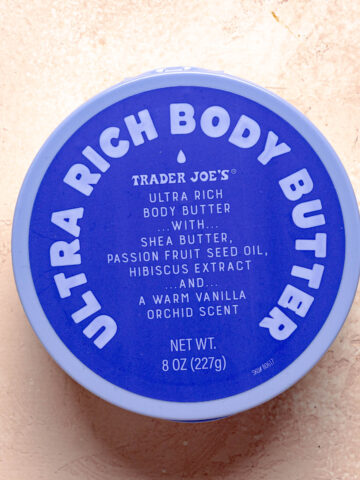 ULTRA RICH BODY BUTTER
TRADER JOE'S®
ULTRA RICH
BODY BUTTER
...WITH...
SHEA BUTTER,
PASSION FRUIT SEED OIL,
HIBISCUS EXTRACT
...AND...
A WARM VANILLA
ORCHID SCENT
NET WT.
8 OZ (227g)